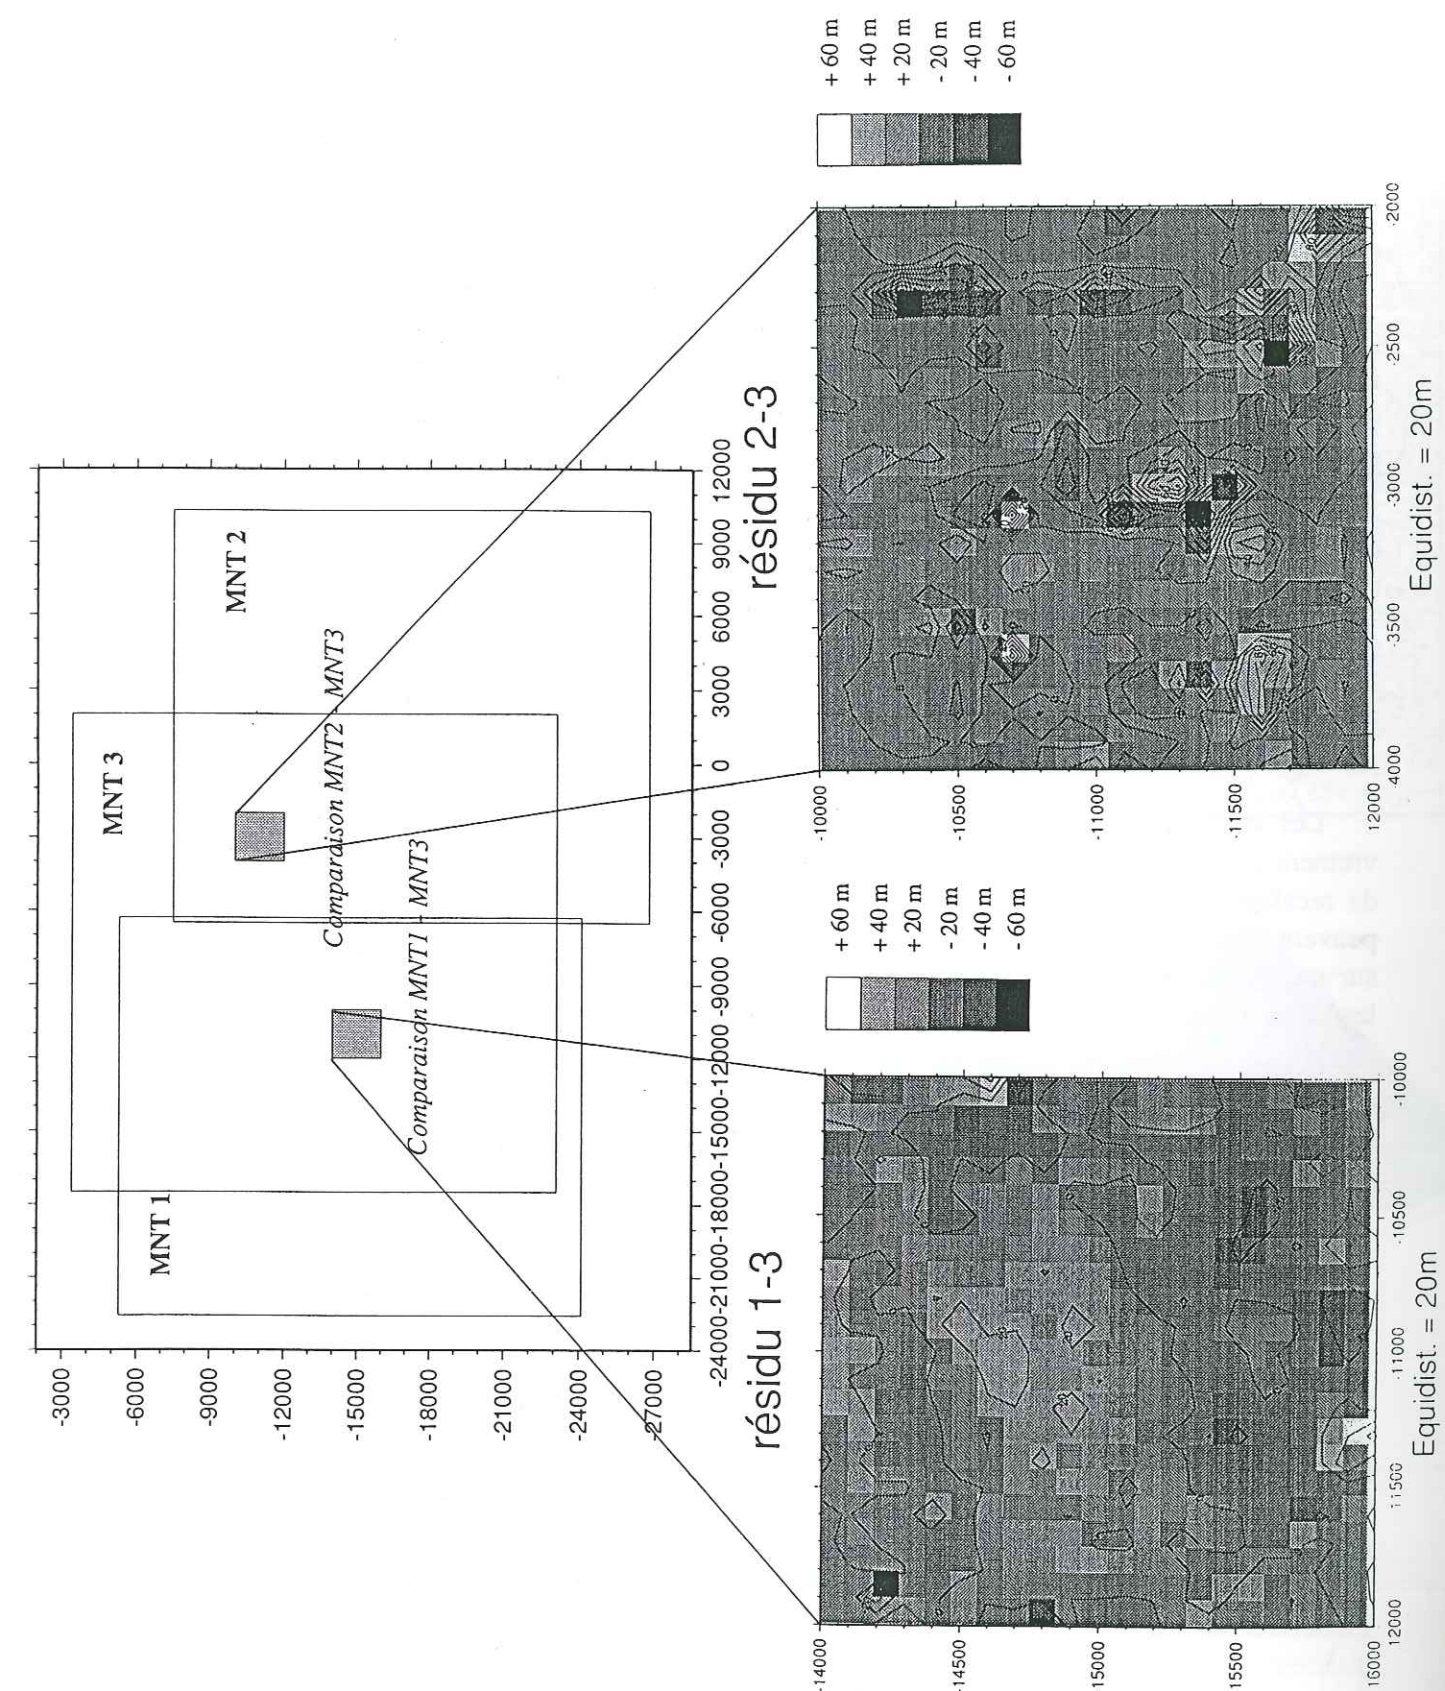 MNT 1
MNT 3
MNT 2
Comparaison MNT2 - MNT3
Comparaison MNT1 - MNT3
-3000
-6000
-9000
-12000
-15000
-18000
-21000
-24000
-27000
-24000-21000-18000-15000-12000 -9000 -6000 -3000 0 3000 6000 9000 12000
résidu 1-3
résidu 2-3
-14000
-14500
-15000
-15500
-16000
12000 11500 -11000 -10500 -10000
Equidist. = 20m
+ 60 m
+ 40 m
+ 20 m
- 20 m
- 40 m
- 60 m
-10000
-10500
-11000
-11500
12000
-4000 -3500 -3000 -2500 -2000
Equidist. = 20m
+ 60 m
+ 40 m
+ 20 m
- 20 m
- 40 m
- 60 m